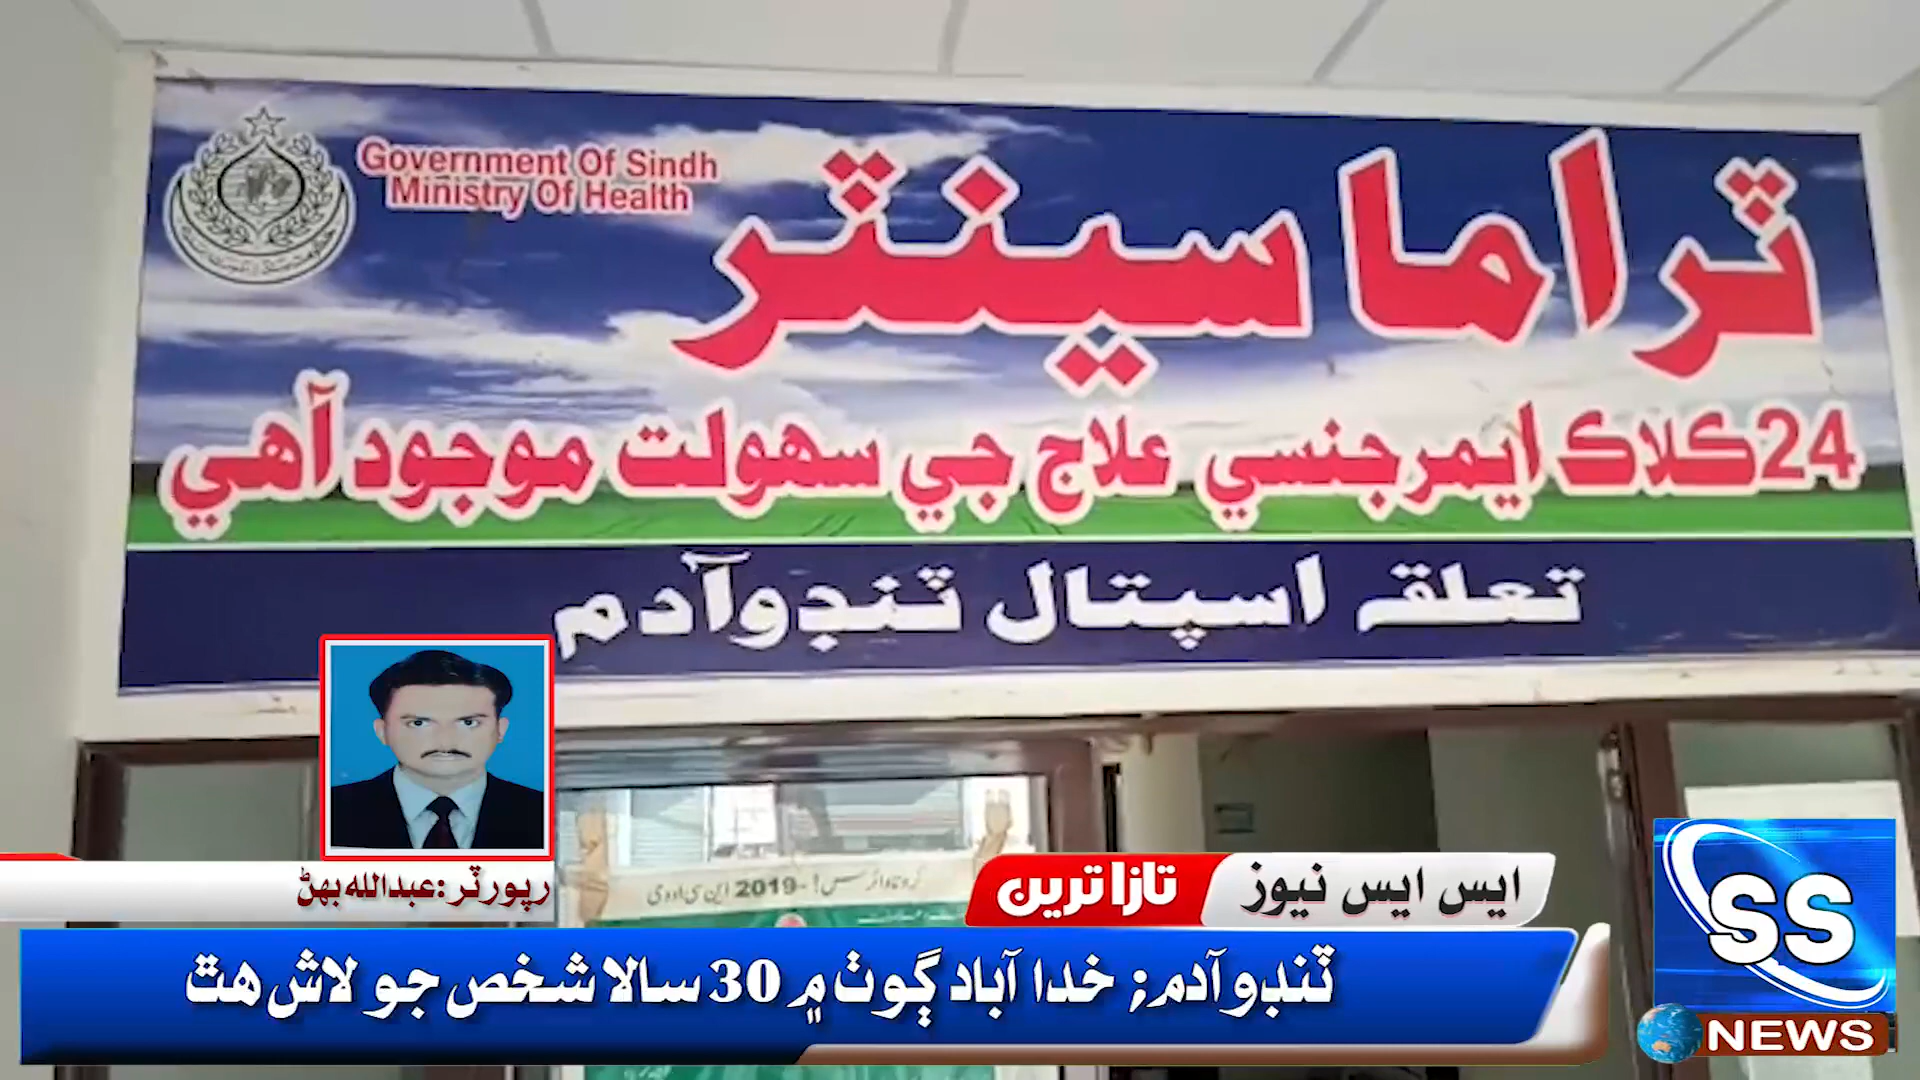 Government Of Sindh
Ministry Of Health
ٽراما سينٽر
24 ڪلاڪ ايمرجنسي علاج جي سهولت موجود آهي
تعلقہ اسپتال ٽنڊوآدم
رپورٽر: عبدالله بھڻ
ايس ايس نيوز
تازا ترين
ٽنڊوآدم؛ خدا آباد ڳوٺ ۾ 30 سالا شخص جو لاش هٿ
SS
NEWS